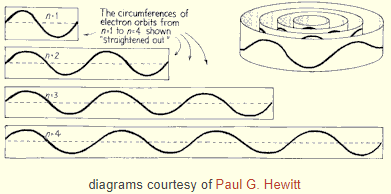 n=1
The circumferences of
electron orbits from
n=1 to n=4 shown
"straightened out"
n=2
n=3
n=4
diagrams courtesy of Paul G. Hewitt